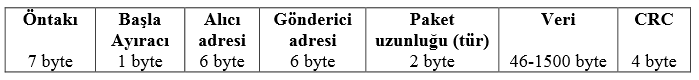 Öntakı Başla Alıcı Gönderici Paket Veri CRC
Ayıracı adresi adresi uzunluğu (tür)
7 byte 1 byte 6 byte 6 byte 2 byte 46-1500 byte 4 byte